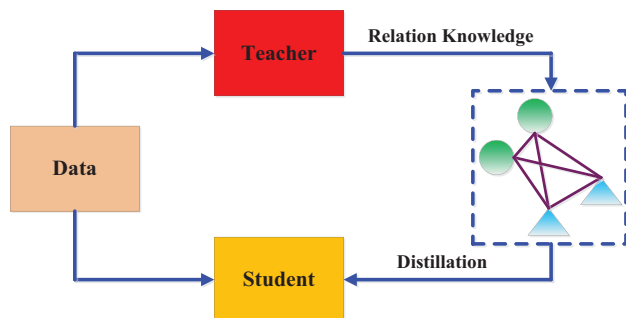 Teacher
Relation Knowledge
Data
Student
Distillation